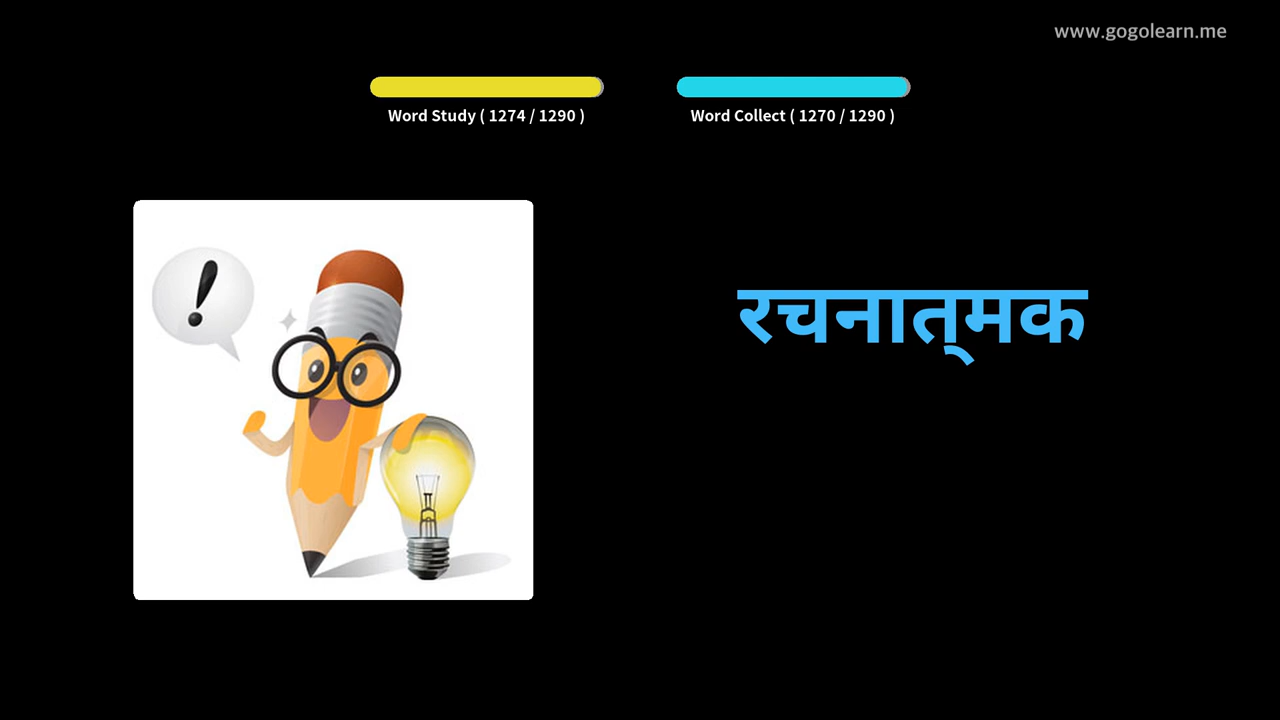 www.gogolearn.me
Word Study ( 1274 / 1290 )
Word Collect ( 1270 / 1290 )
!
रचनात्‌मक